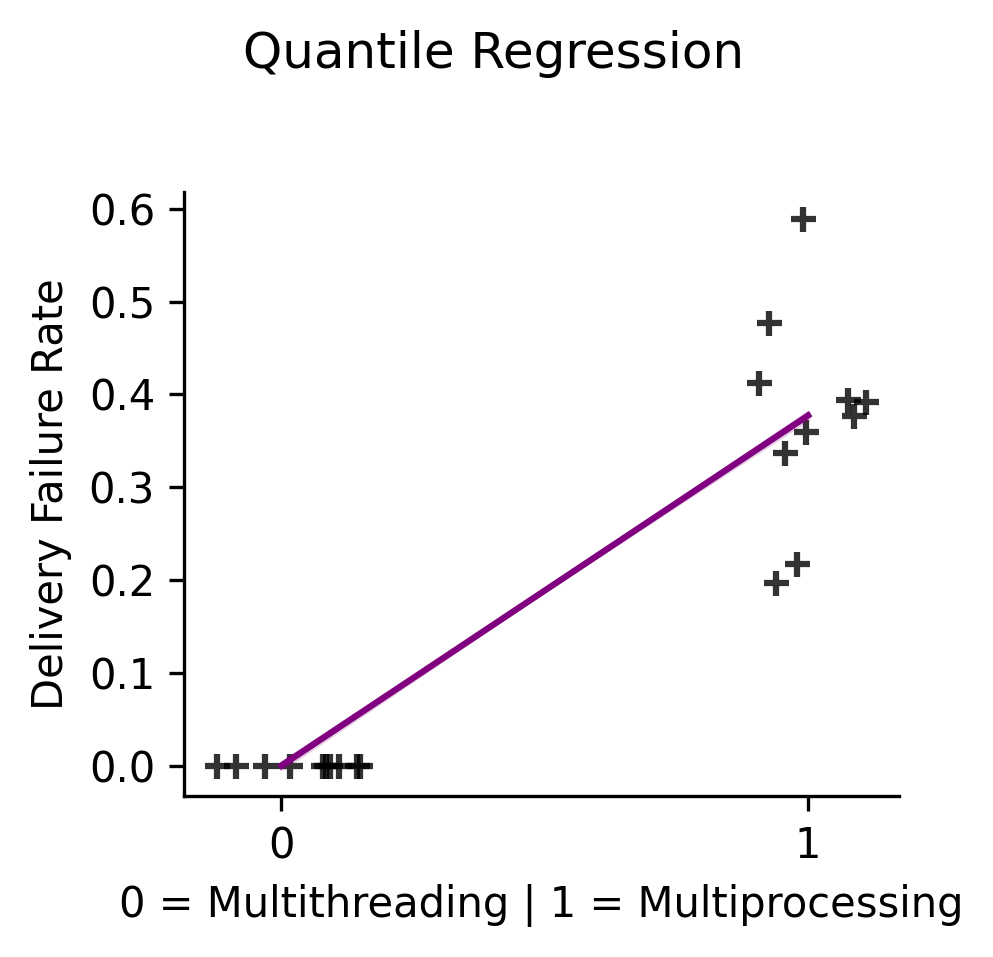 Quantile Regression
0.6
0.5
0.4
0.3
0.2
0.1
0.0
Delivery Failure Rate
0 1
0 = Multithreading | 1 = Multiprocessing